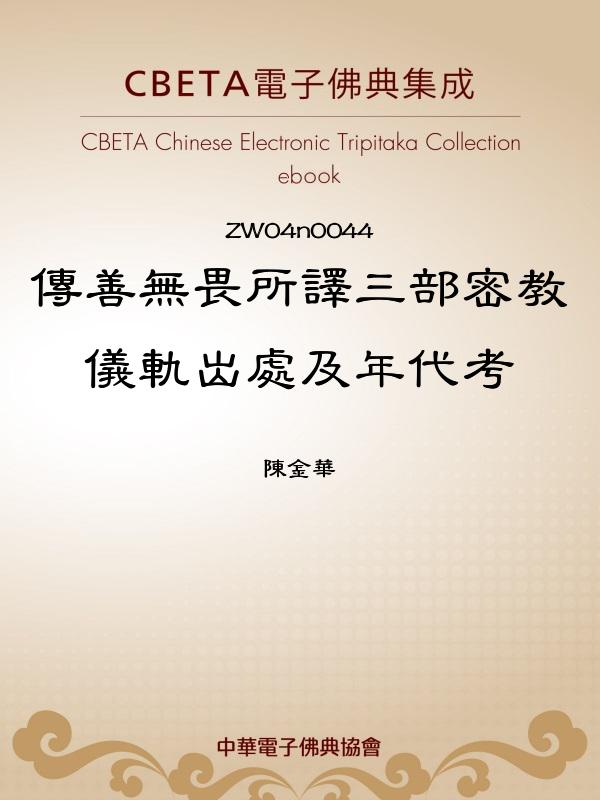 CBETA電子佛典集成
CBETA Chinese Electronic Tripitaka Collection
ebook
ZW04n0044
傳善無畏所譯三部密教
儀軌出處及年代考
陳金華
中華電子佛典協會